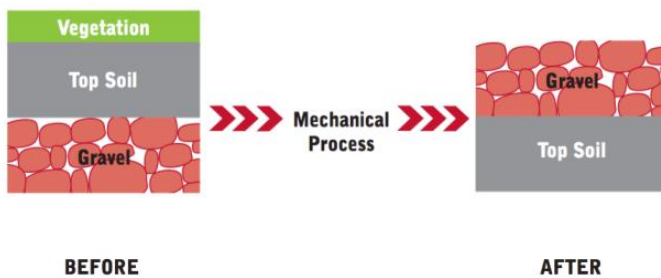 Vegetation
Top Soil
Gravel
Mechanical
Process
Gravel
Top Soil
BEFORE
AFTER